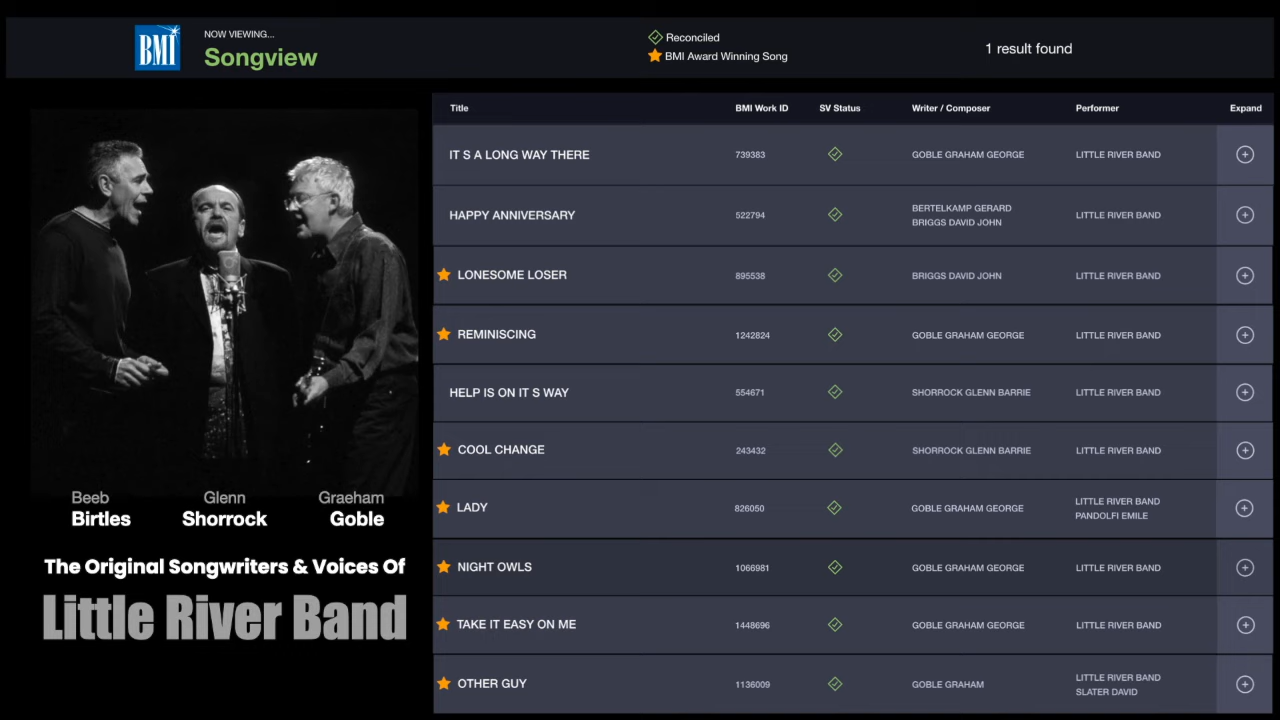 BMI
NOW VIEWING...
Songview
Reconciled
BMI Award Winning Song
1 result found
Title BMI Work ID SV Status Writer / Composer Performer Expand
IT S A LONG WAY THERE 739383 GOBLE GRAHAM GEORGE LITTLE RIVER BAND
HAPPY ANNIVERSARY 522794 BERTELKAMP GERARD LITTLE RIVER BAND
BRIGGS DAVID JOHN
LONESOME LOSER 895538 BRIGGS DAVID JOHN LITTLE RIVER BAND
REMINISCING 1242824 GOBLE GRAHAM GEORGE LITTLE RIVER BAND
HELP IS ON IT S WAY 554671 SHORROCK GLENN BARRIE LITTLE RIVER BAND
COOL CHANGE 243432 SHORROCK GLENN BARRIE LITTLE RIVER BAND
LADY 826050 GOBLE GRAHAM GEORGE LITTLE RIVER BAND
PANDOLFI EMILE
NIGHT OWLS 1066981 GOBLE GRAHAM GEORGE LITTLE RIVER BAND
TAKE IT EASY ON ME 1448696 GOBLE GRAHAM GEORGE LITTLE RIVER BAND
OTHER GUY 1136009 GOBLE GRAHAM LITTLE RIVER BAND
SLATER DAVID
Beeb Glenn Graeham
Birtles Shorrock Goble
The Original Songwriters & Voices Of
Little River Band